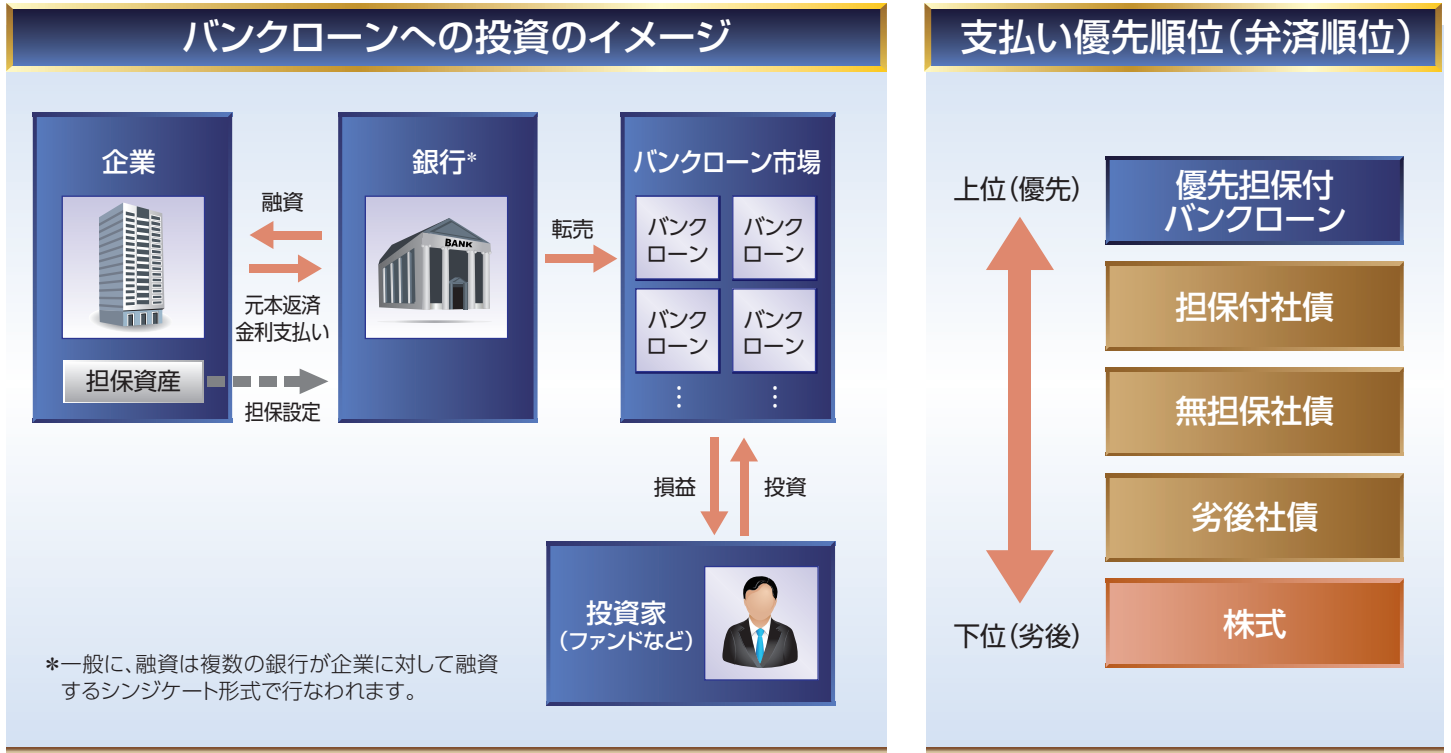 バンクローンへの投資のイメージ
企業
融資
元本返済
金利支払い
担保資産
担保設定
銀行*
BANK
転売
バンクローン市場
バンク
ローン
バンク
ローン
バンク
ローン
バンク
ローン
⋮
⋮
損益
投資
投資家
(ファンドなど)
*一般に、融資は複数の銀行が企業に対して融資
するシンジケート形式で行なわれます。
支払い優先順位(弁済順位)
上位(優先)
下位(劣後)
優先担保付
バンクローン
担保付社債
無担保社債
劣後社債
株式